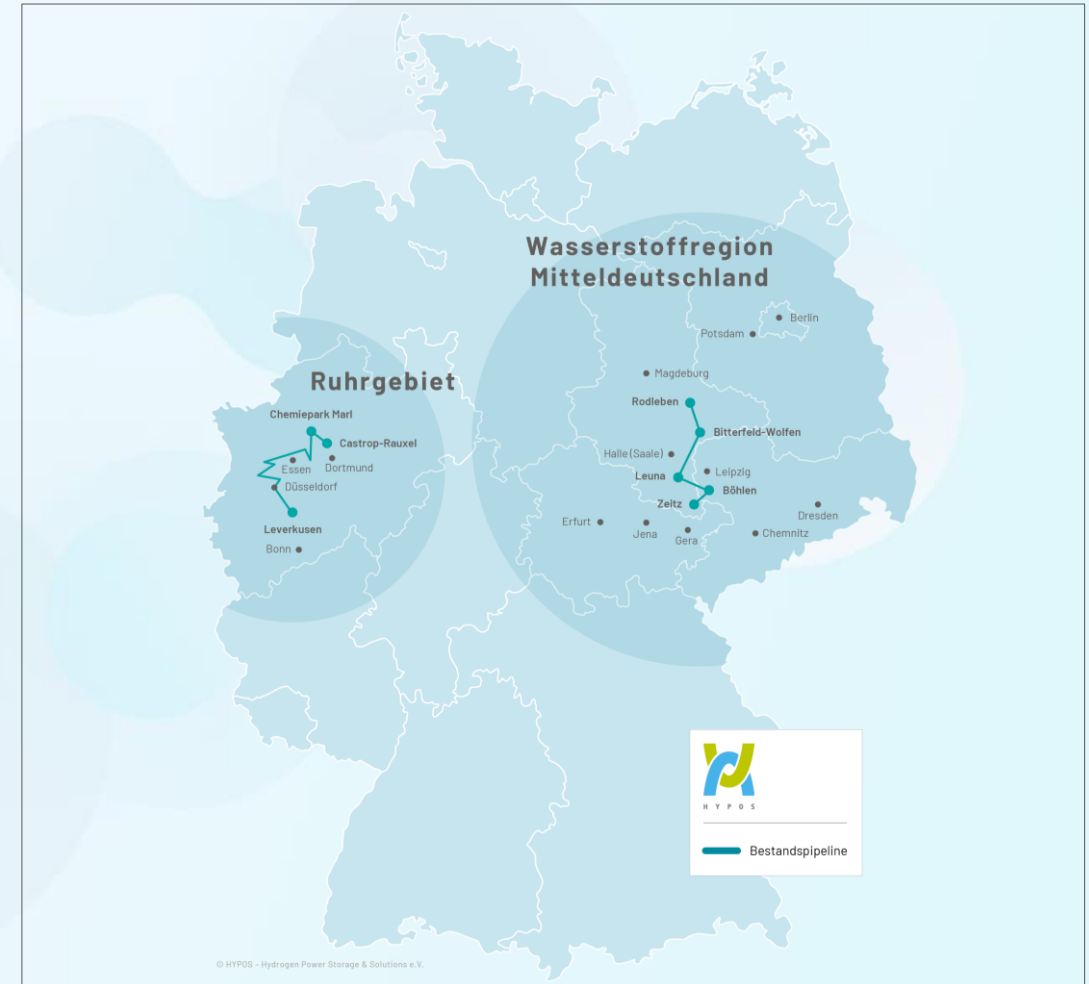 Wasserstoffregion
Mitteldeutschland
Berlin
Potsdam
Magdeburg
Ruhrgebiet
Rodleben
Chemiepark Marl
Bitterfeld-Wolfen
Castrop-Rauxel
Halle (Saale)
Essen
Dortmund
Leipzig
Leuna
Düsseldorf
Böhlen
Zeitz
Dresden
Leverkusen
Erfurt
Jena
Gera
Chemnitz
Bonn
HYPOS
Bestandspipeline
© HYPOS - Hydrogen Power Storage & Solutions e.V.